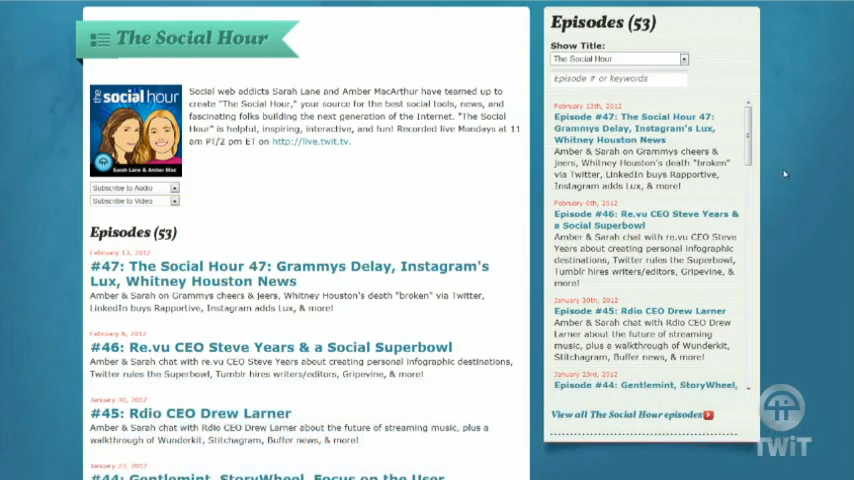 The Social Hour
the social hour
Sarah Lane & Amber Mac
Social web addicts Sarah Lane and Amber MacArthur have teamed up to
create "The Social Hour," your source for the best social tools, news, and
fascinating folks building the next generation of the Internet. "The Social
Hour" is helpful, inspiring, interactive, and fun! Recorded live Mondays at 11
am PT/2 pm ET on http://live.twit.tv.
Subscribe to Audio
Subscribe to Video
Episodes (53)
February 13, 2012
#47: The Social Hour 47: Grammys Delay, Instagram's
Lux, Whitney Houston News
Amber & Sarah on Grammys cheers & jeers, Whitney Houston's death "broken" via Twitter,
LinkedIn buys Rapportive, Instagram adds Lux, & more!
February 6, 2012
#46: Re.vu CEO Steve Years & a Social Superbowl
Amber & Sarah chat with re.vu CEO Steve Years about creating personal infographic destinations,
Twitter rules the Superbowl, Tumblr hires writers/editors, Gripevine, & more!
January 30, 2012
#45: Rdio CEO Drew Larner
Amber & Sarah chat with Rdio CEO Drew Larner about the future of streaming music, plus a
walkthrough of Wunderkit, Stitchagram, Buffer news, & more!
January 23, 2012
#44: Gentlemint, StoryWheel, Focus on the User
Episodes (53)
Show Title:
The Social Hour
Episode # or keywords
February 13th, 2012
Episode #47: The Social Hour 47:
Grammys Delay, Instagram's Lux,
Whitney Houston News
Amber & Sarah on Grammys cheers &
jeers, Whitney Houston's death "broken"
via Twitter, LinkedIn buys Rapportive,
Instagram adds Lux, & more!
February 6th, 2012
Episode #46: Re.vu CEO Steve Years &
a Social Superbowl
Amber & Sarah chat with re.vu CEO Steve
Years about creating personal infographic
destinations, Twitter rules the Superbowl,
Tumblr hires writers/editors, Gripevine, &
more!
January 30th, 2012
Episode #45: Rdio CEO Drew Larner
Amber & Sarah chat with Rdio CEO Drew
Larner about the future of streaming
music, plus a walkthrough of Wunderkit,
Stitchagram, Buffer news, & more!
January 23rd, 2012
Episode #44: Gentlemint, StoryWheel,
View all The Social Hour episodes
TWiT